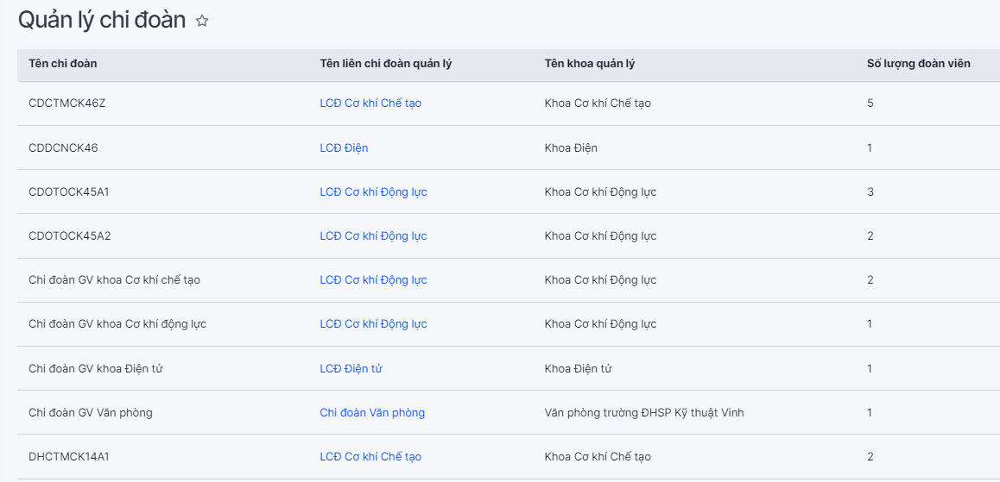 Quản lý chi đoàn
Tên chi đoàn Tên liên chi đoàn quản lý Tên khoa quản lý Số lượng đoàn viên
CDCTMCK46Z LCĐ Cơ khí Chế tạo Khoa Cơ khí Chế tạo 5
CDDCNCK46 LCĐ Điện Khoa Điện 1
CDOTOCK45A1 LCĐ Cơ khí Động lực Khoa Cơ khí Động lực 3
CDOTOCK45A2 LCĐ Cơ khí Động lực Khoa Cơ khí Động lực 2
Chi đoàn GV khoa Cơ khí chế tạo LCĐ Cơ khí Động lực Khoa Cơ khí Động lực 2
Chi đoàn GV khoa Cơ khí động lực LCĐ Cơ khí Động lực Khoa Cơ khí Động lực 1
Chi đoàn GV khoa Điện tử LCĐ Điện tử Khoa Điện tử 1
Chi đoàn GV Văn phòng Chi đoàn Văn phòng Văn phòng trường ĐHSP Kỹ thuật Vinh 1
DHCTMCK14A1 LCĐ Cơ khí Chế tạo Khoa Cơ khí Chế tạo 2